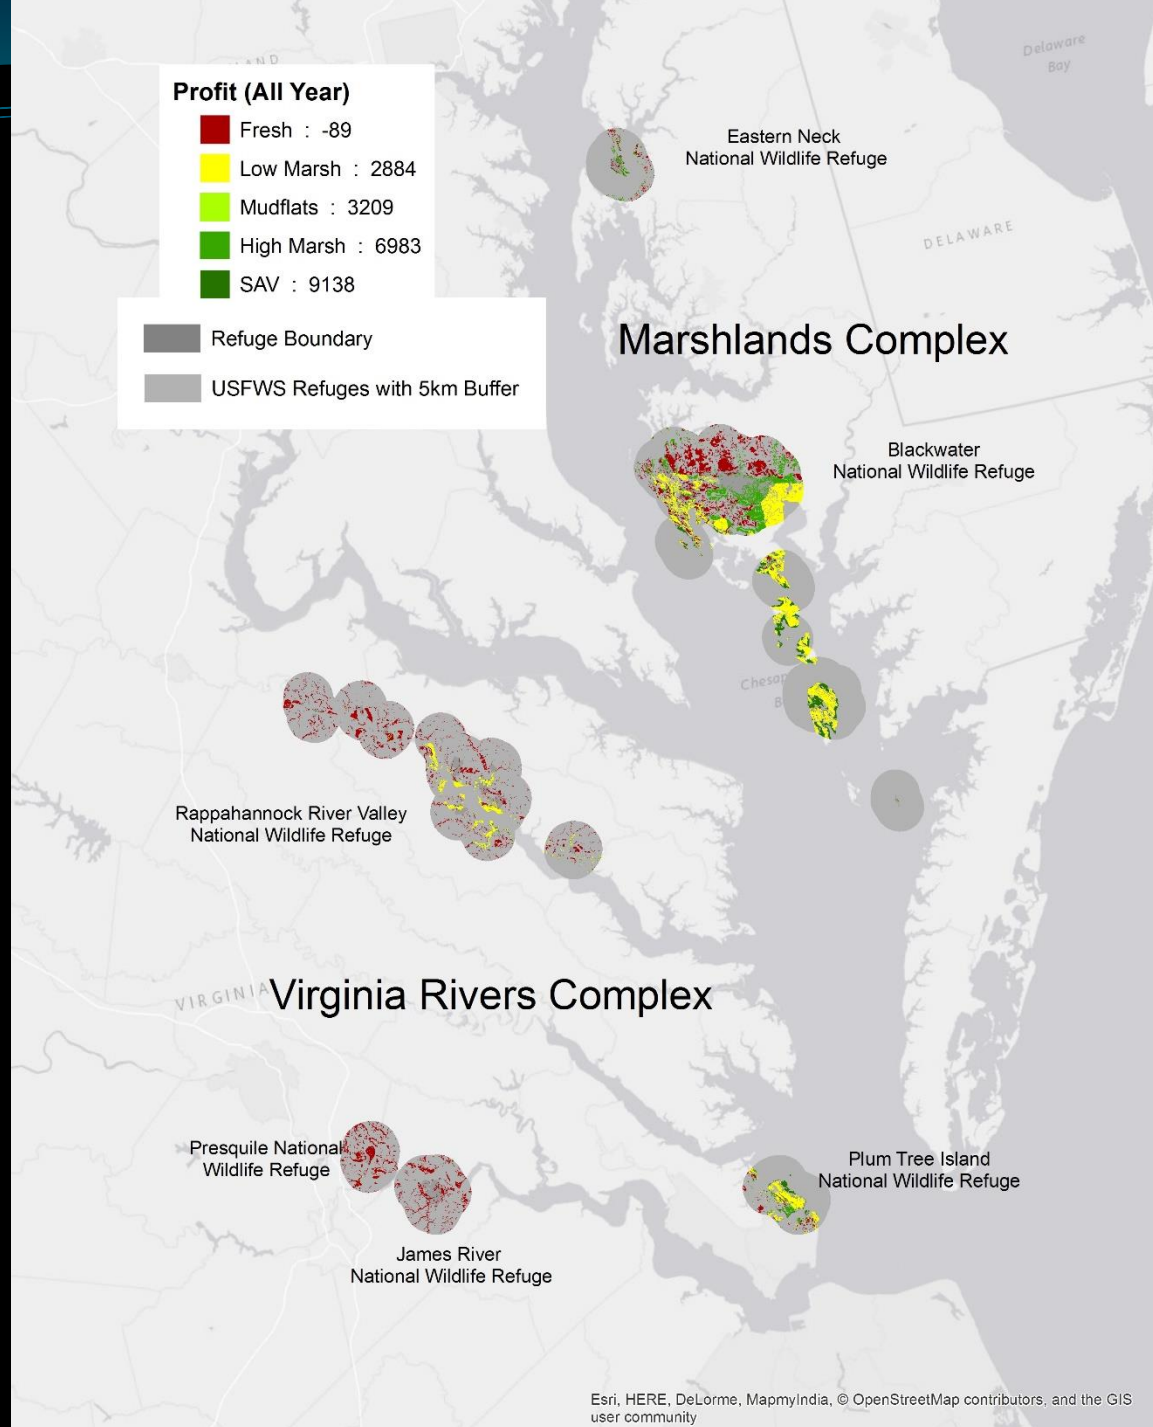 Delaware
Bay
Profit (All Year)
Fresh : -89
Low Marsh : 2884
Mudflats : 3209
High Marsh : 6983
SAV : 9138
Refuge Boundary
USFWS Refuges with 5km Buffer
Eastern Neck
National Wildlife Refuge
DELAWARE
Marshlands Complex
Blackwater
National Wildlife Refuge
Rappahannock River Valley
National Wildlife Refuge
VIRGINIA
Virginia Rivers Complex
Presquile National
Wildlife Refuge
James River
National Wildlife Refuge
Plum Tree Island
National Wildlife Refuge
Esri, HERE, DeLorme, MapmyIndia, © OpenStreetMap contributors, and the GIS
user community